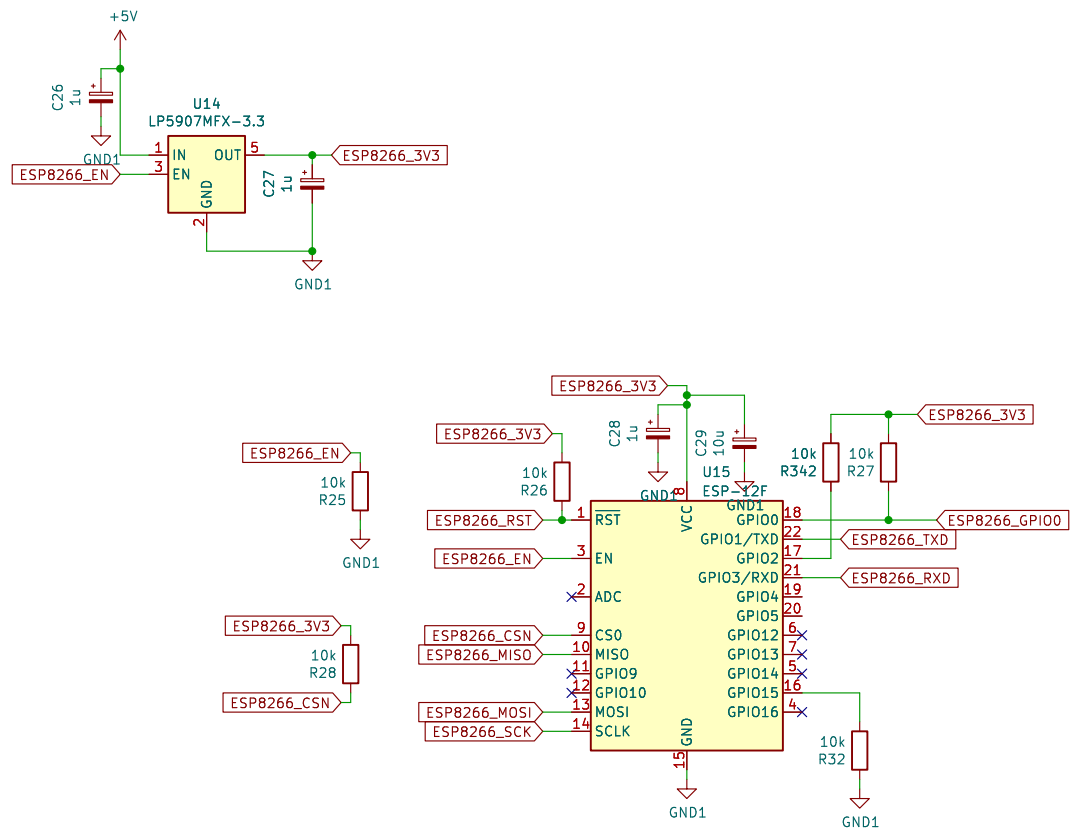 +5V
C26
1u
GND1
U14
LP5907MFX-3.3
1
IN
OUT
5
ESP8266_3V3
ESP8266_EN
3
EN
GND
2
C27
1u
GND1
ESP8266_3V3
ESP8266_3V3
C28
1u
GND1
C29
10u
GND1
ESP8266_3V3
10k
R342
10k
R27
ESP8266_EN
10k
R25
GND1
10k
R26
U15
ESP-12F
8
VCC
ESP8266_RST
1
RST
GPIO0
18
ESP8266_GPIO0
GPIO1/TXD
22
ESP8266_TXD
ESP8266_EN
3
EN
GPIO2
17
GPIO3/RXD
21
ESP8266_RXD
2
ADC
GPIO4
19
GPIO5
20
ESP8266_3V3
10k
R28
ESP8266_CSN
ESP8266_CSN
9
CS0
GPIO12
6
ESP8266_MISO
10
MISO
GPIO13
7
11
GPIO9
GPIO14
5
12
GPIO10
GPIO15
16
ESP8266_MOSI
13
MOSI
GPIO16
4
ESP8266_SCK
14
SCLK
GND
15
GND1
10k
R32
GND1